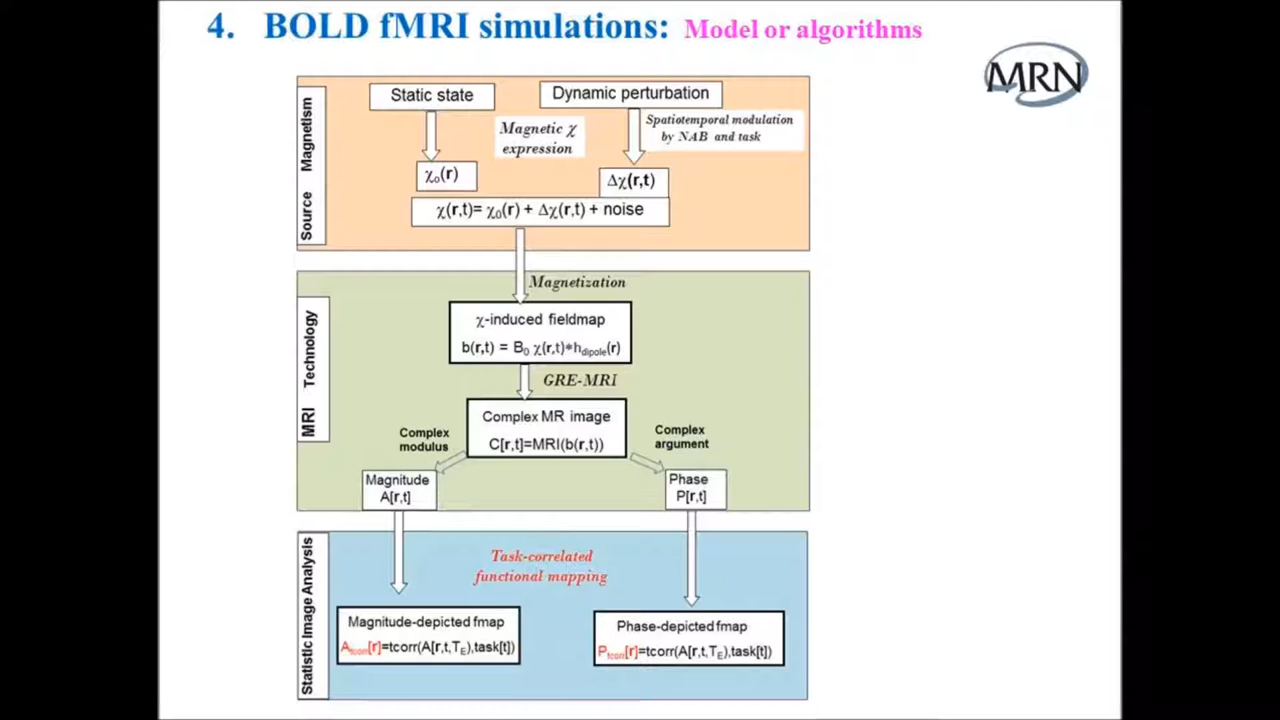 4. BOLD fMRI simulations: Model or algorithms
MRN
Source Magnetism
Static state
Dynamic perturbation
Magnetic χ
expression
Spatiotemporal modulation
by NAB and task
χ₀(r)
Δχ(r,t)
χ(r,t)= χ₀(r) + Δχ(r,t) + noise
MRI Technology
Magnetization
χ-induced fieldmap
b(r,t) = B₀ χ(r,t)*h_dipole(r)
GRE-MRI
Complex MR image
C[r,t]=MRI(b(r,t))
Complex
modulus
Complex
argument
Magnitude
A[r,t]
Phase
P[r,t]
Statistic Image Analysis
Task-correlated
functional mapping
Magnitude-depicted fmap
A_tcorr[r]=tcorr(A[r,t,T_E),task[t])
Phase-depicted fmap
P_tcorr[r]=tcorr(A[r,t,T_E),task[t])